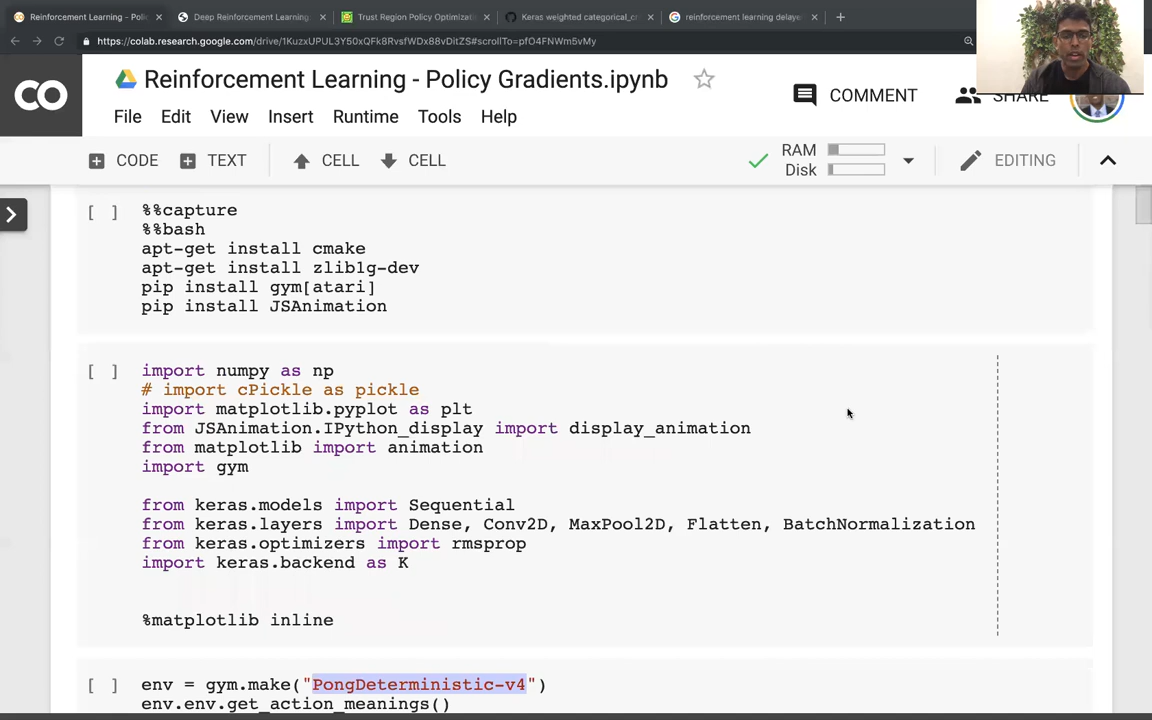 Reinforcement Learning - Polic
Deep Reinforcement Learning:
Trust Region Policy Optimizatio
Keras weighted categorical_cr
reinforcement learning delaye
https://colab.research.google.com/drive/1KuzxUPUL3Y50xQFk8RvsfWDx88vDitZS#scrollTo=pfO4FNWm5vMy
CO
Reinforcement Learning - Policy Gradients.ipynb
COMMENT
SHARE
File Edit View Insert Runtime Tools Help
CODE TEXT CELL CELL
RAM
Disk
EDITING
[ ] %%capture
%%bash
apt-get install cmake
apt-get install zlib1g-dev
pip install gym[atari]
pip install JSAnimation
[ ] import numpy as np
# import cPickle as pickle
import matplotlib.pyplot as plt
from JSAnimation.IPython_display import display_animation
from matplotlib import animation
import gym
from keras.models import Sequential
from keras.layers import Dense, Conv2D, MaxPool2D, Flatten, BatchNormalization
from keras.optimizers import rmsprop
import keras.backend as K
%matplotlib inline
[ ] env = gym.make("PongDeterministic-v4")
env.env.get_action_meanings()